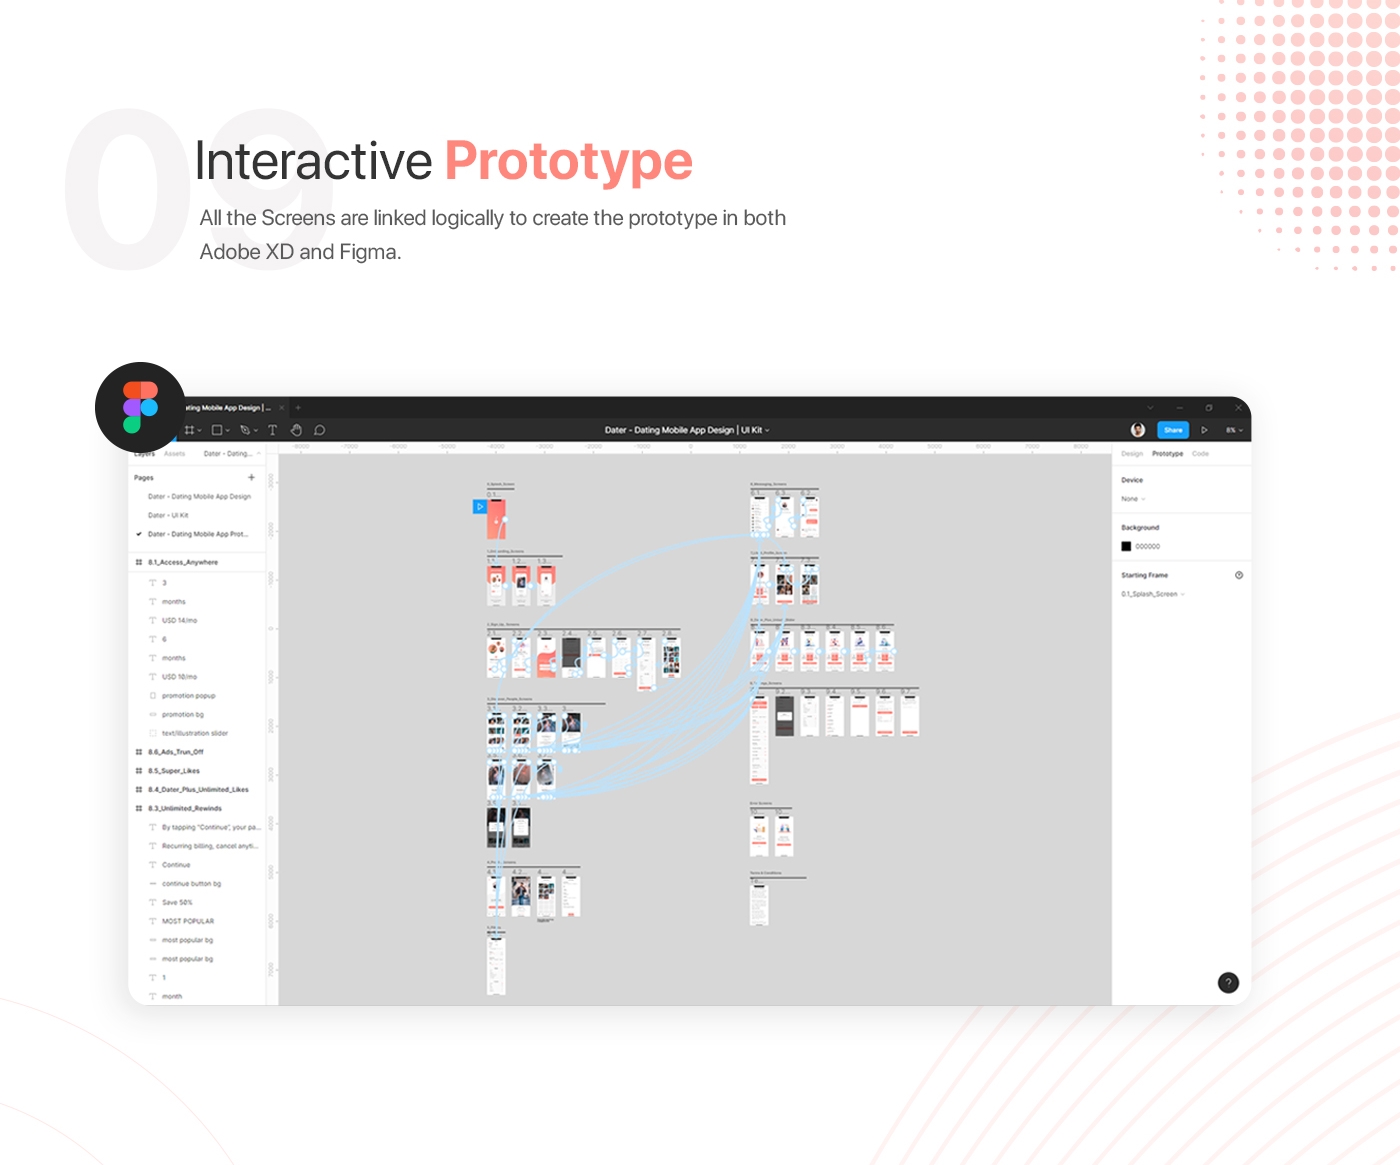 09
Interactive Prototype
All the Screens are linked logically to create the prototype in both
Adobe XD and Figma.
ating Mobile App Design | ...
Dater - Dating Mobile App Design | UI Kit
Share
8%
Layers Assets Dater - Dating...
Design Prototype Code
Pages
Dater - Dating Mobile App Design
Dater - UI Kit
Dater - Dating Mobile App Prot...
8.1_Access_Anywhere
3
months
USD 14/mo
6
months
USD 10/mo
promotion popup
promotion bg
text/illustration slider
8.6_Ads_Trun_Off
8.5_Super_Likes
8.4_Dater_Plus_Unlimited_Likes
8.3_Unlimited_Rewinds
By tapping "Continue", your pa...
Recurring billing, cancel anyti...
Continue
continue button bg
Save 50%
MOST POPULAR
most popular bg
most popular bg
1
month
Device
None
Background
000000
Starting Frame
0.1_Splash_Screen
Error Screens
Terms & Conditions
?